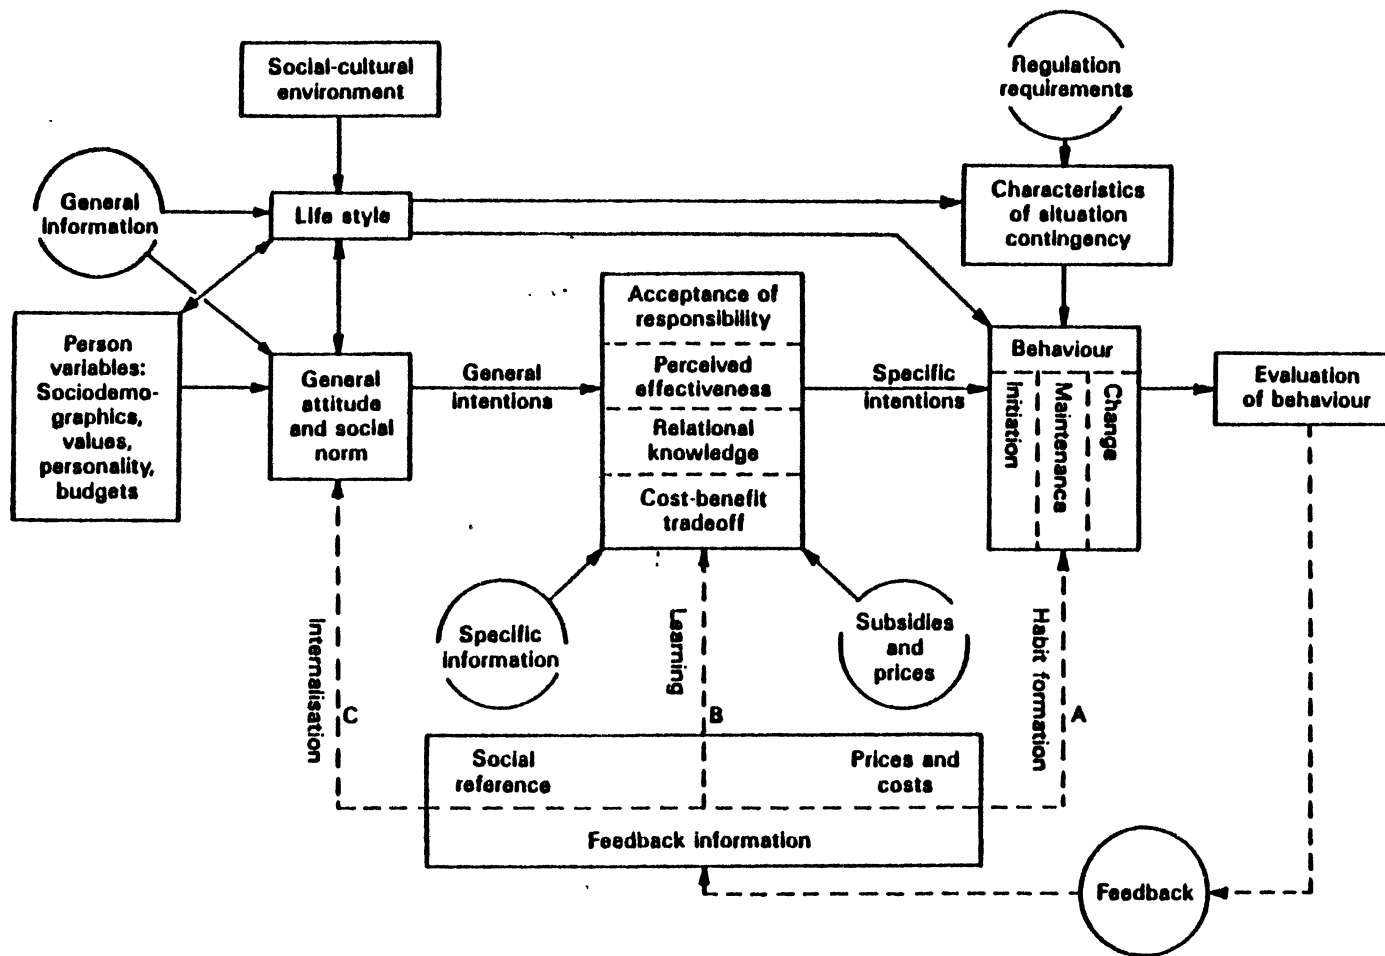 Social-cultural
environment
Regulation
requirements
General
information
Life style
Characteristics
of situation
contingency
Person
variables:
Sociodemo-
graphics,
values,
personality,
budgets
General
attitude
and social
norm
General
intentions
Acceptance of
responsibility
Perceived
effectiveness
Relational
knowledge
Cost-benefit
tradeoff
Specific
intentions
Behaviour
Initiation
Maintenance
Change
Evaluation
of behaviour
Specific
information
Subsidies
and
prices
Internalisation
C
Learning
B
Habit formation
A
Social
reference
Prices and
costs
Feedback information
Feedback